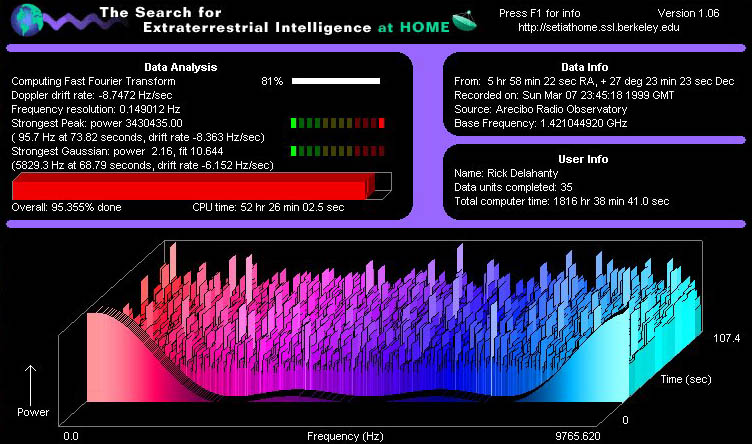 The Search for
Extraterrestrial Intelligence at HOME
Press F1 for info Version 1.06
http://setiathome.ssl.berkeley.edu
Data Analysis
Computing Fast Fourier Transform 81%
Doppler drift rate: -8.7472 Hz/sec
Frequency resolution: 0.149012 Hz
Strongest Peak: power 3430435.00
( 95.7 Hz at 73.82 seconds, drift rate -8.363 Hz/sec)
Strongest Gaussian: power 2.16, fit 10.644
(5829.3 Hz at 68.79 seconds, drift rate -6.152 Hz/sec)
Overall: 95.355% done CPU time: 52 hr 26 min 02.5 sec
Data Info
From: 5 hr 58 min 22 sec RA, + 27 deg 23 min 23 sec Dec
Recorded on: Sun Mar 07 23:45:18 1999 GMT
Source: Arecibo Radio Observatory
Base Frequency: 1.421044920 GHz
User Info
Name: Rick Delahanty
Data units completed: 35
Total computer time: 1816 hr 38 min 41.0 sec
107.4
Time (sec)
Power
0
0.0 Frequency (Hz) 9765.620